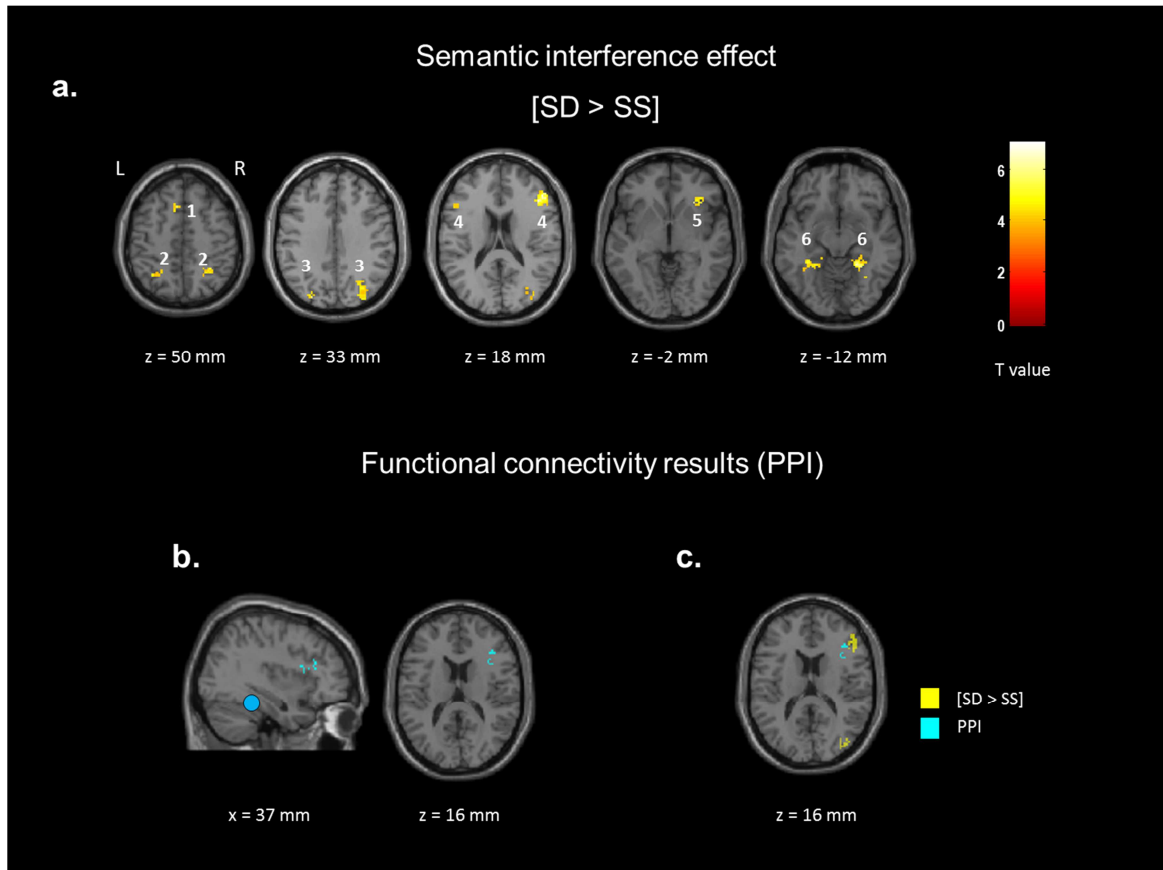 Semantic interference effect
a.
[SD > SS]
L R
1
2 2
3 3
4 4
5
6 6
6
4
2
0
z = 50 mm z = 33 mm z = 18 mm z = -2 mm z = -12 mm
T value
Functional connectivity results (PPI)
b. c.
[SD > SS]
PPI
x = 37 mm z = 16 mm z = 16 mm